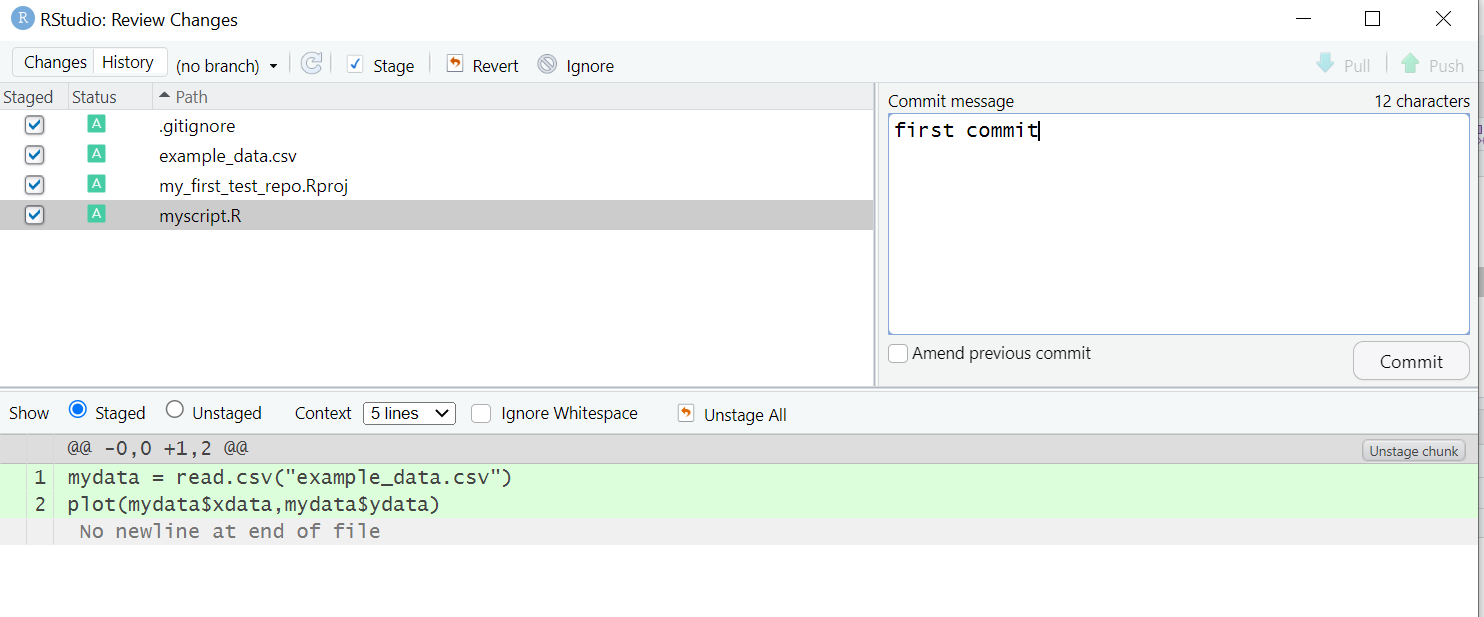 R RStudio: Review Changes
Changes History (no branch) Stage Revert Ignore Pull Push
Staged Status Path
A .gitignore
A example_data.csv
A my_first_test_repo.Rproj
A myscript.R
Commit message 12 characters
first commit
Amend previous commit Commit
Show Staged Unstaged Context 5 lines Ignore Whitespace Unstage All
@@ -0,0 +1,2 @@ Unstage chunk
1 mydata = read.csv("example_data.csv")
2 plot(mydata$xdata,mydata$ydata)
No newline at end of file